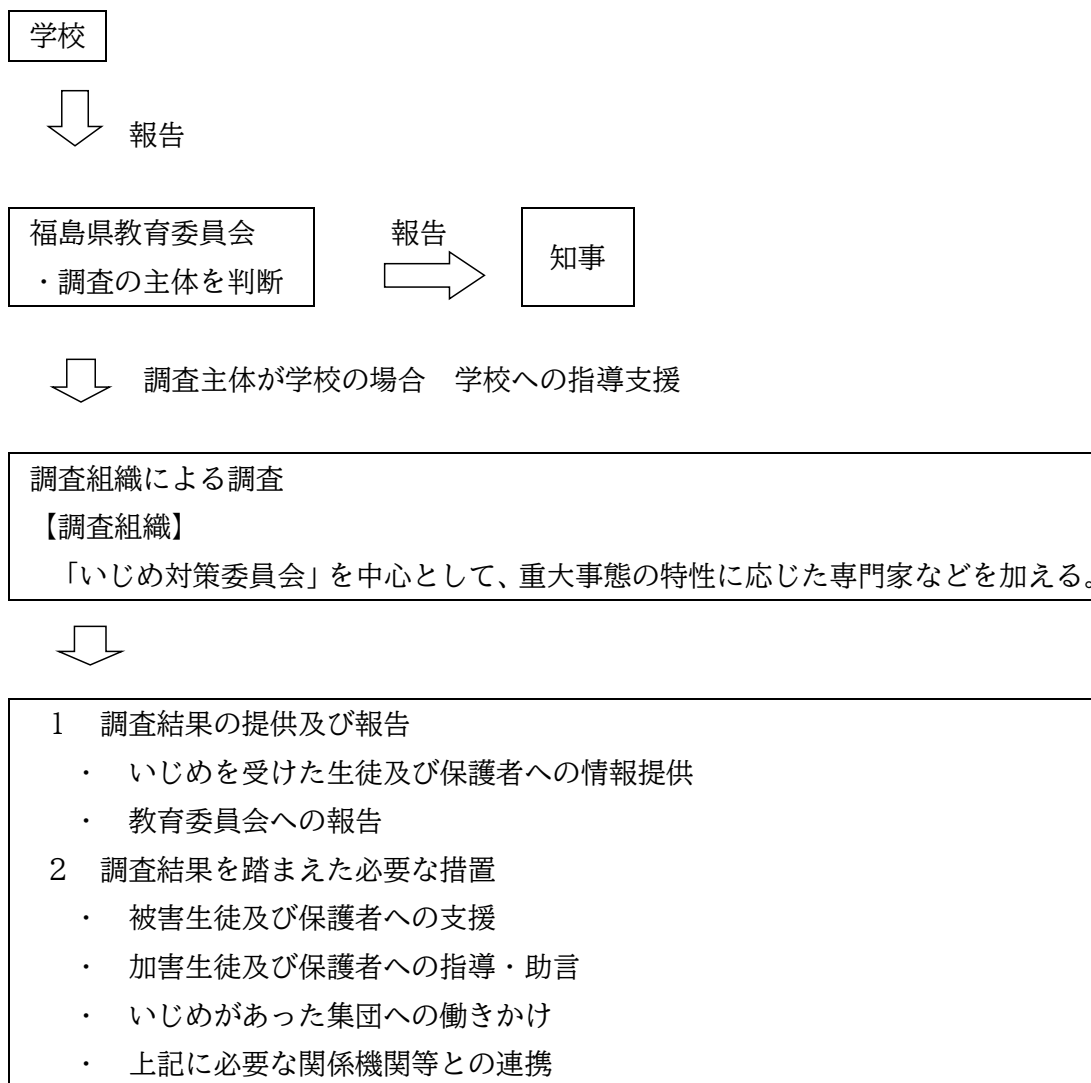 学校
報告
福島県教育委員会
・調査の主体を判断
報告
知事
調査主体が学校の場合　学校への指導支援
調査組織による調査
【調査組織】
「いじめ対策委員会」を中心として、重大事態の特性に応じた専門家などを加える。
1　調査結果の提供及び報告
・　いじめを受けた生徒及び保護者への情報提供
・　教育委員会への報告
2　調査結果を踏まえた必要な措置
・　被害生徒及び保護者への支援
・　加害生徒及び保護者への指導・助言
・　いじめがあった集団への働きかけ
・　上記に必要な関係機関等との連携